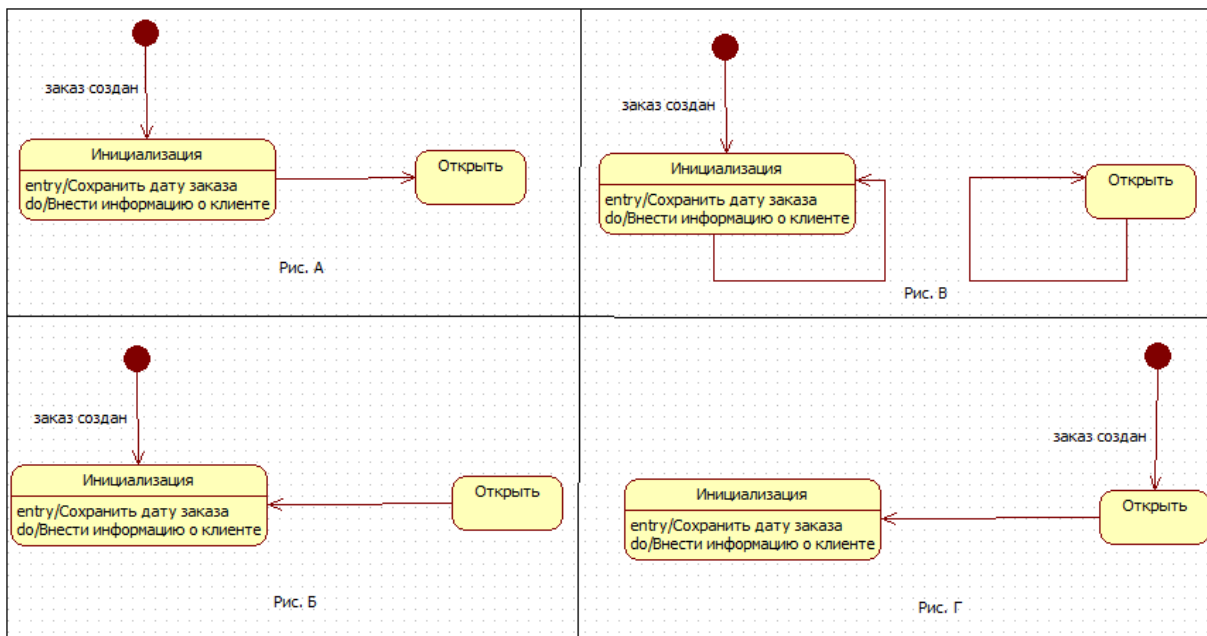 заказ создан
Инициализация
entry/Сохранить дату заказа
do/Внести информацию о клиенте
Открыть
Рис. А
заказ создан
Инициализация
entry/Сохранить дату заказа
do/Внести информацию о клиенте
Открыть
Рис. В
заказ создан
Инициализация
entry/Сохранить дату заказа
do/Внести информацию о клиенте
Открыть
Рис. Б
заказ создан
Инициализация
entry/Сохранить дату заказа
do/Внести информацию о клиенте
Открыть
Рис. Г